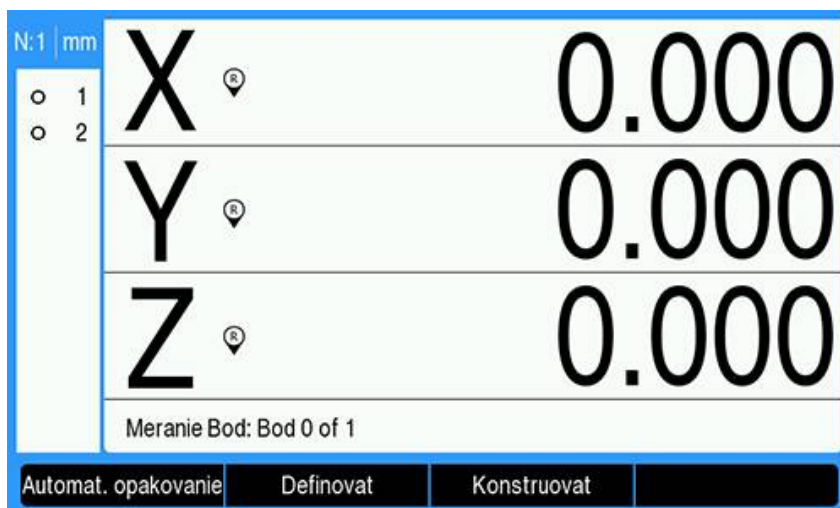 N:1 mm
1
2
X R 0.000
Y R 0.000
Z R 0.000
Meranie Bod: Bod 0 of 1
Automat. opakovanie Definovat Konstruovat